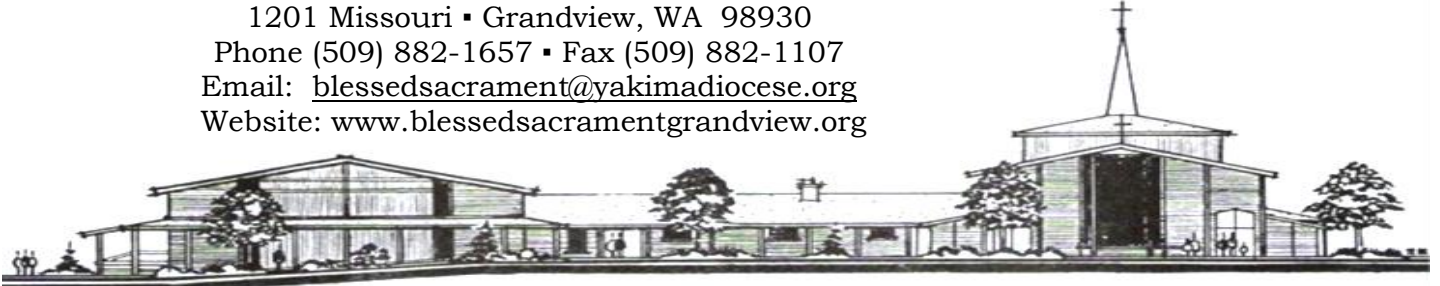 1201 Missouri ▪ Grandview, WA  98930
Phone (509) 882-1657 ▪ Fax (509) 882-1107
Email:  blessedsacrament@yakimadiocese.org
Website: www.blessedsacramentgrandview.org